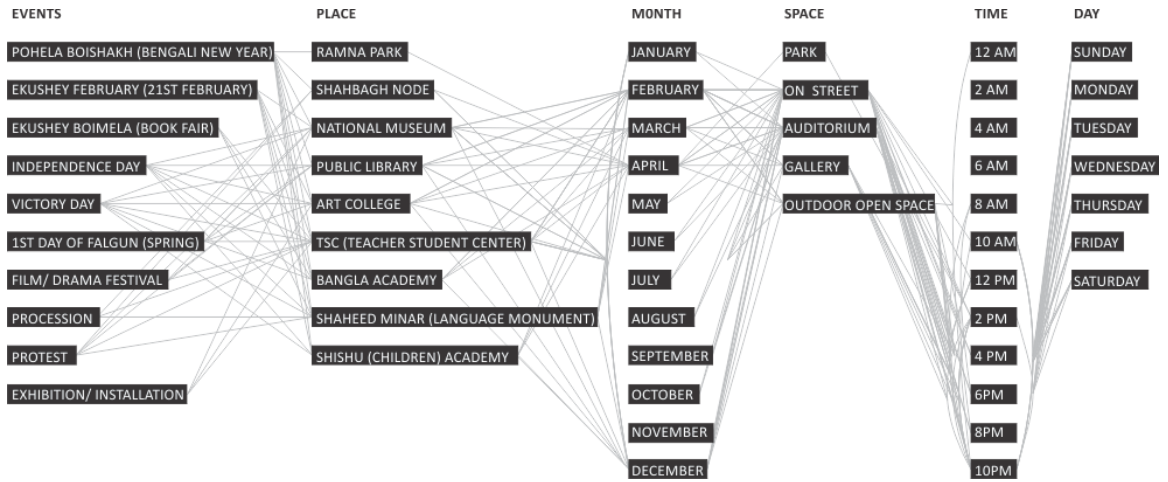 EVENTS
POHELA BOISHAKH (BENGALI NEW YEAR)
EKUSHEY FEBRUARY (21ST FEBRUARY)
EKUSHEY BOIMELA (BOOK FAIR)
INDEPENDENCE DAY
VICTORY DAY
1ST DAY OF FALGUN (SPRING)
FILM/ DRAMA FESTIVAL
PROCESSION
PROTEST
EXHIBITION/ INSTALLATION
PLACE
RAMNA PARK
SHAHBAGH NODE
NATIONAL MUSEUM
PUBLIC LIBRARY
ART COLLEGE
TSC (TEACHER STUDENT CENTER)
BANGLA ACADEMY
SHAHEED MINAR (LANGUAGE MONUMENT)
SHISHU (CHILDREN) ACADEMY
M0NTH
JANUARY
FEBRUARY
MARCH
APRIL
MAY
JUNE
JULY
AUGUST
SEPTEMBER
OCTOBER
NOVEMBER
DECEMBER
SPACE
PARK
ON STREET
AUDITORIUM
GALLERY
OUTDOOR OPEN SPACE
TIME
12 AM
2 AM
4 AM
6 AM
8 AM
10 AM
12 PM
2 PM
4 PM
6PM
8PM
10PM
DAY
SUNDAY
MONDAY
TUESDAY
WEDNESDAY
THURSDAY
FRIDAY
SATURDAY